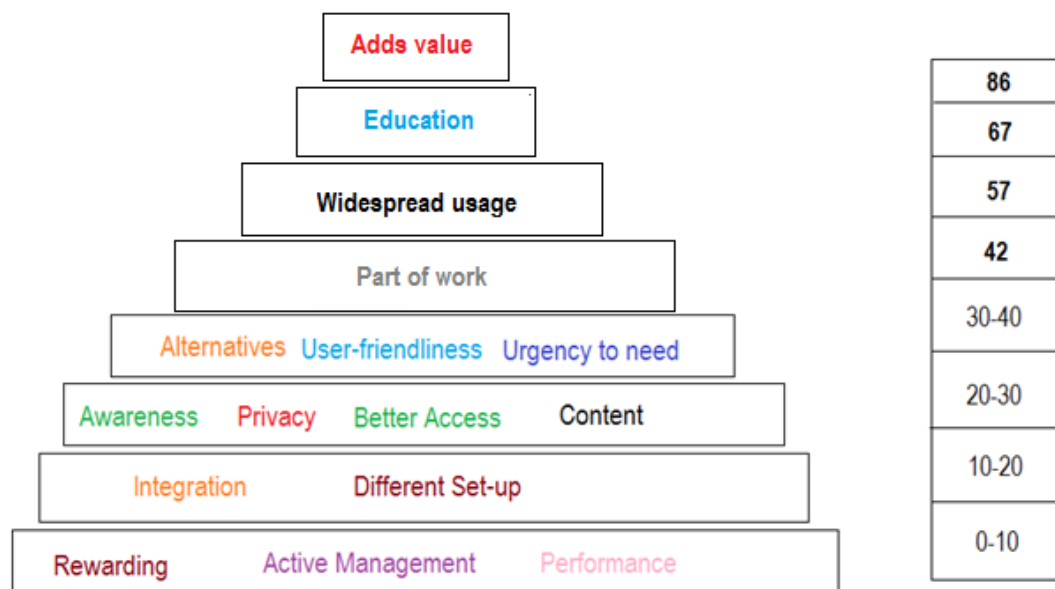 Adds value
86
Education
67
Widespread usage
57
Part of work
42
Alternatives User-friendliness Urgency to need
30-40
Awareness Privacy Better Access Content
20-30
Integration Different Set-up
10-20
Rewarding Active Management Performance
0-10